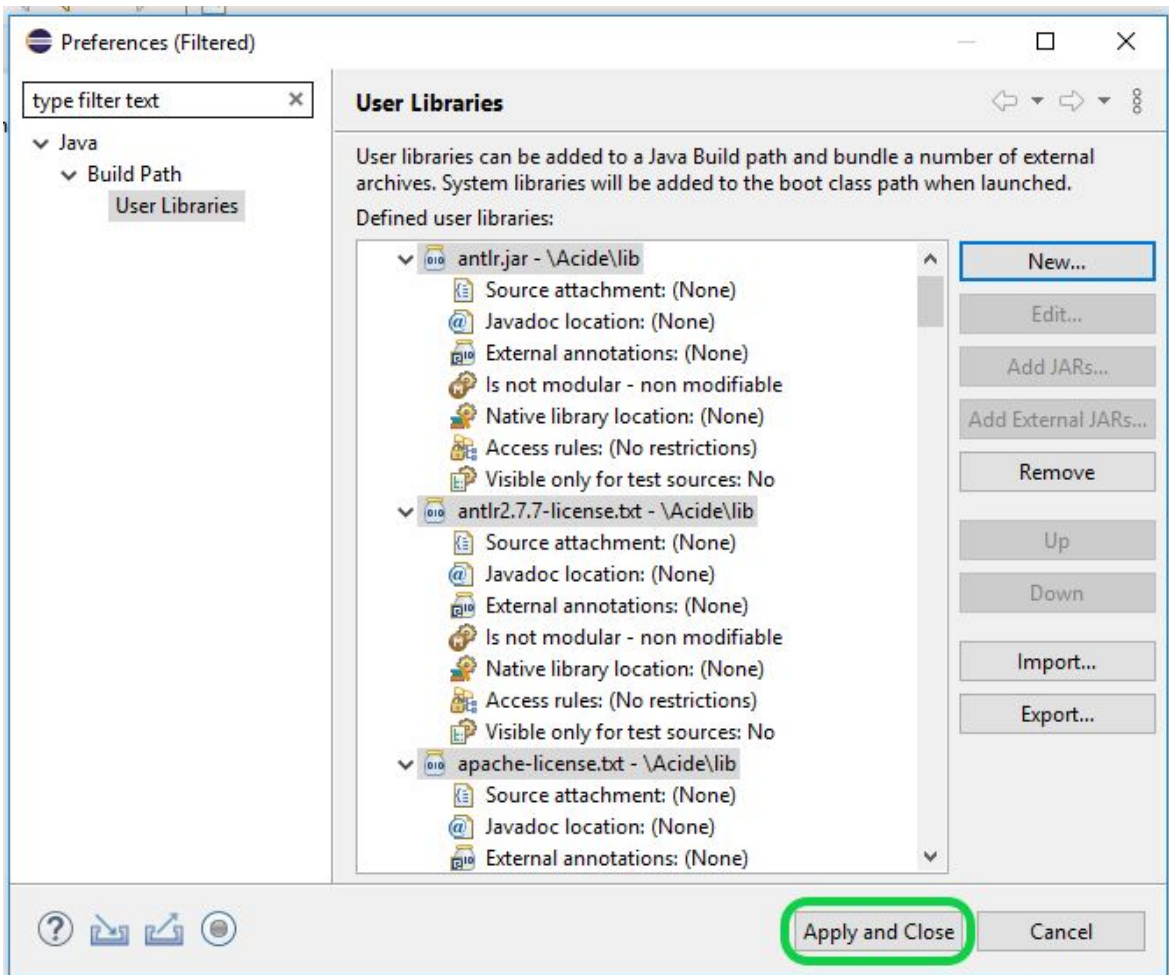 Preferences (Filtered)
type filter text
Java
Build Path
User Libraries
User Libraries
User libraries can be added to a Java Build path and bundle a number of external
archives. System libraries will be added to the boot class path when launched.
Defined user libraries:
antlr.jar - \Acide\lib
Source attachment: (None)
Javadoc location: (None)
External annotations: (None)
Is not modular - non modifiable
Native library location: (None)
Access rules: (No restrictions)
Visible only for test sources: No
antlr2.7.7-license.txt - \Acide\lib
Source attachment: (None)
Javadoc location: (None)
External annotations: (None)
Is not modular - non modifiable
Native library location: (None)
Access rules: (No restrictions)
Visible only for test sources: No
apache-license.txt - \Acide\lib
Source attachment: (None)
Javadoc location: (None)
External annotations: (None)
New...
Edit...
Add JARs...
Add External JARs...
Remove
Up
Down
Import...
Export...
Apply and Close
Cancel